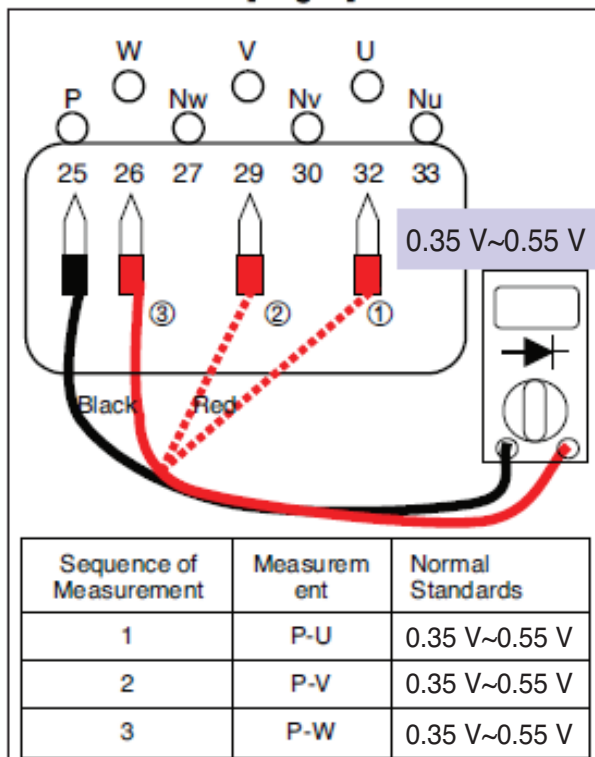 W V U
P Nw Nv Nu
25 26 27 29 30 32 33
0.35 V~0.55 V
③ ② ①
Black Red
Sequence of Measurement Measurem ent Normal Standards
1 P-U 0.35 V~0.55 V
2 P-V 0.35 V~0.55 V
3 P-W 0.35 V~0.55 V